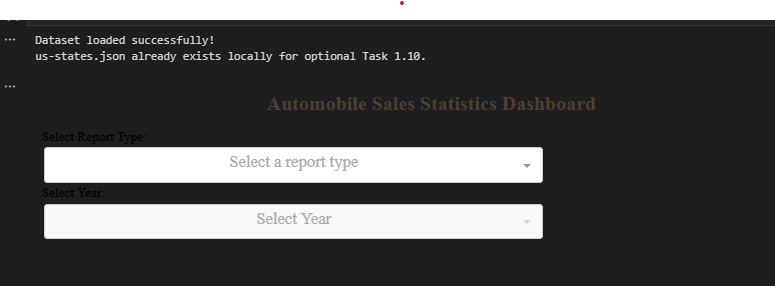 Dataset loaded successfully!
us-states.json already exists locally for optional Task 1.10.
Automobile Sales Statistics Dashboard
Select Report Type:
Select a report type
Select Year:
Select Year